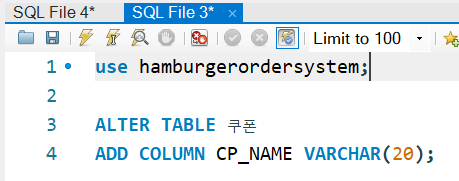 SQL File 4*
SQL File 3*
Limit to 100
1 use hamburgerordersystem;
2
3 ALTER TABLE 쿠폰
4 ADD COLUMN CP_NAME VARCHAR(20);